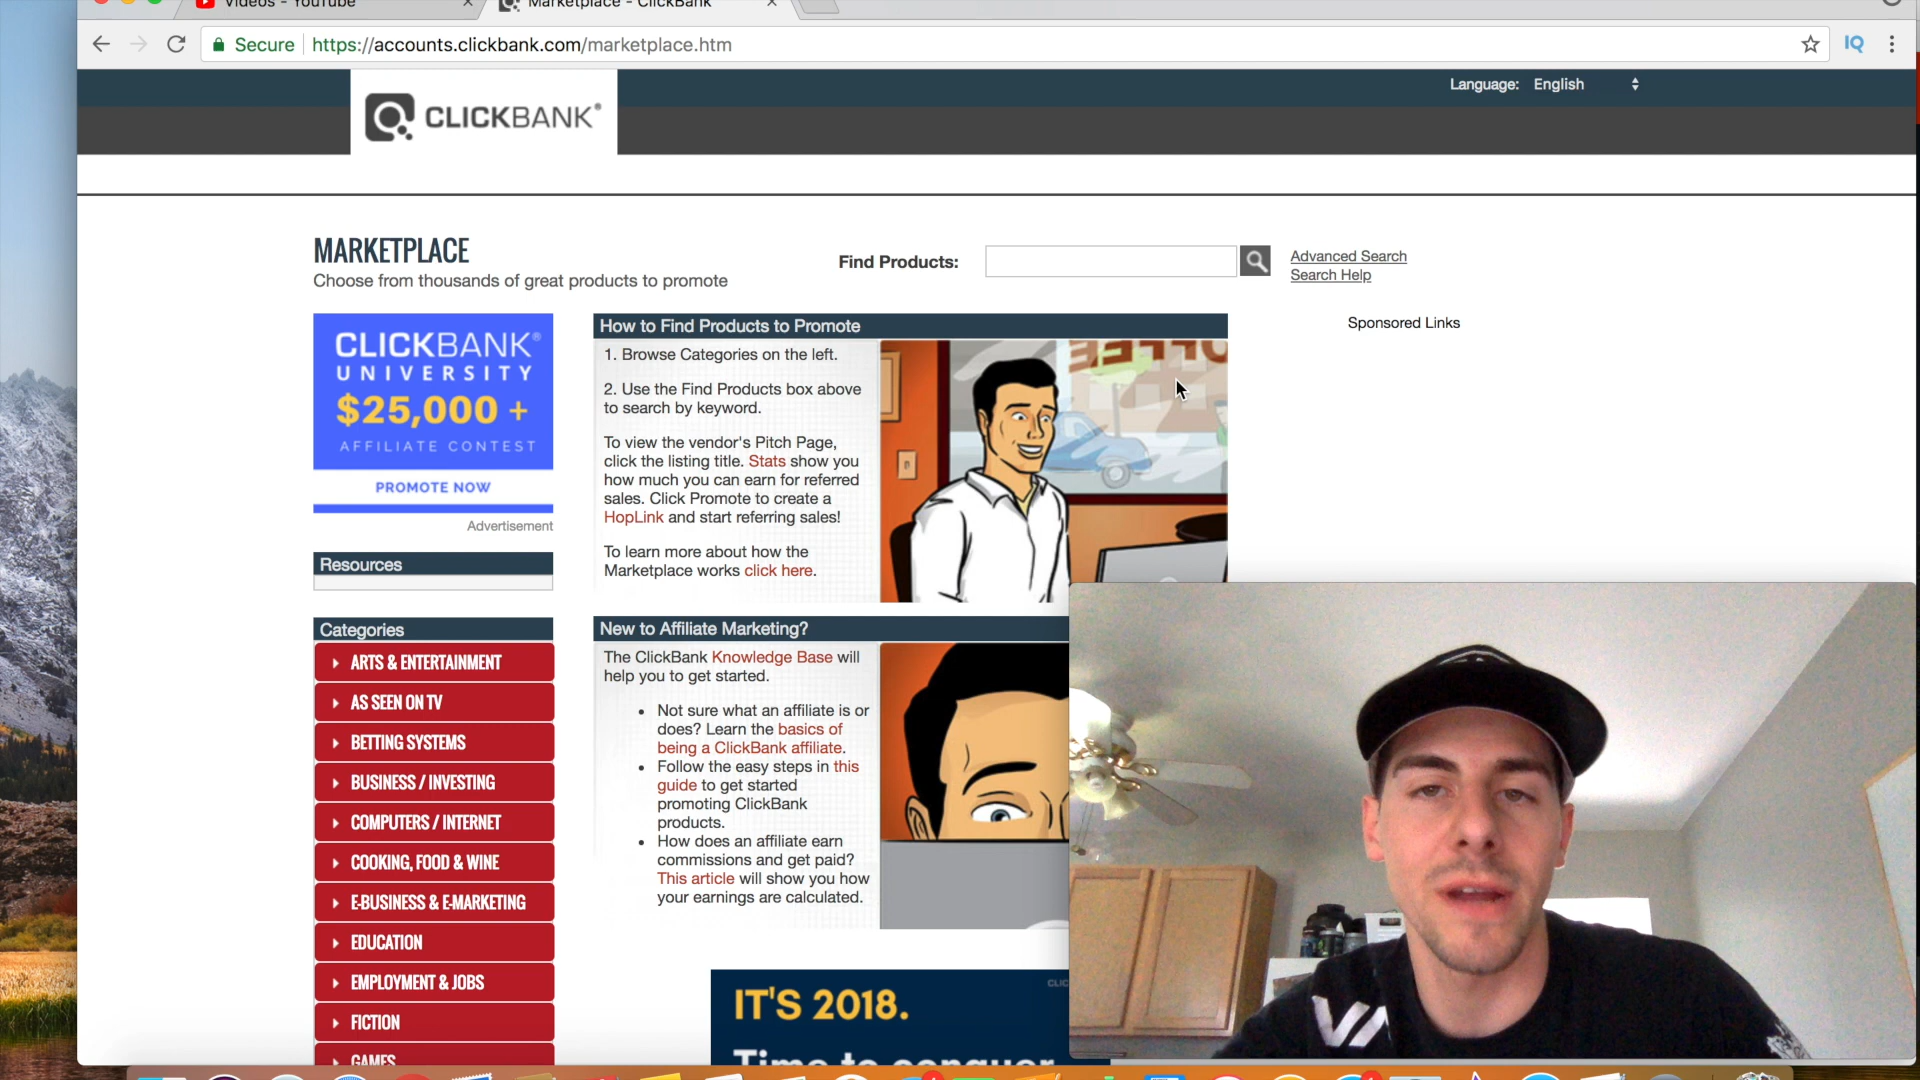 Videos - YouTube
Marketplace - ClickBank
Secure
https://accounts.clickbank.com/marketplace.htm
IQ
Language: English
CLICKBANK®
MARKETPLACE
Choose from thousands of great products to promote
Find Products:
Advanced Search
Search Help
CLICKBANK®
UNIVERSITY
$25,000 +
AFFILIATE CONTEST
PROMOTE NOW
Advertisement
Resources
Categories
ARTS & ENTERTAINMENT
AS SEEN ON TV
BETTING SYSTEMS
BUSINESS / INVESTING
COMPUTERS / INTERNET
COOKING, FOOD & WINE
E-BUSINESS & E-MARKETING
EDUCATION
EMPLOYMENT & JOBS
FICTION
GAMES
How to Find Products to Promote
1. Browse Categories on the left.
2. Use the Find Products box above
to search by keyword.
To view the vendor's Pitch Page,
click the listing title. Stats show you
how much you can earn for referred
sales. Click Promote to create a
HopLink and start referring sales!
To learn more about how the
Marketplace works click here.
New to Affiliate Marketing?
The ClickBank Knowledge Base will
help you to get started.
• Not sure what an affiliate is or
does? Learn the basics of
being a ClickBank affiliate.
• Follow the easy steps in this
guide to get started
promoting ClickBank
products.
• How does an affiliate earn
commissions and get paid?
This article will show you how
your earnings are calculated.
IT'S 2018.
Time to conquer
Sponsored Links